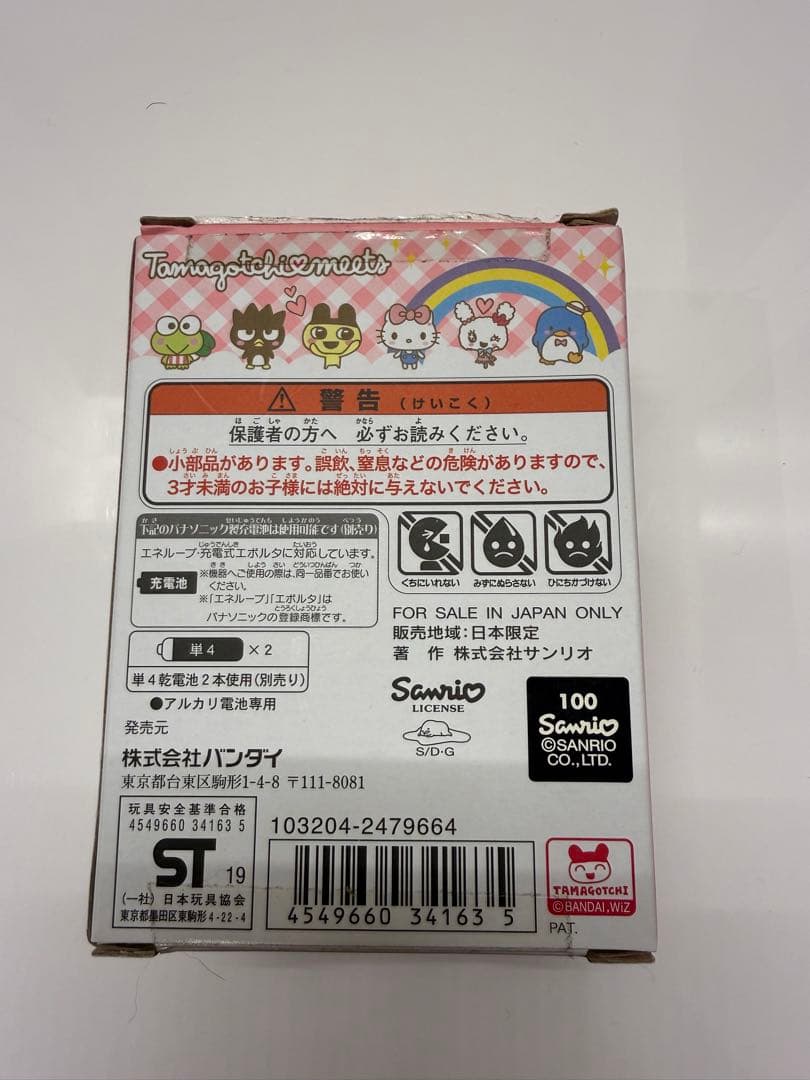 Tamagotchi meets
警告 (けいこく)
保護者の方へ 必ずお読みください。
●小部品があります。誤飲、窒息などの危険がありますので、
3才未満のお子様には絶対に与えないでください。
下記のパナソニック製充電池は使用可能です(別売り)
エネループ・充電式エボルタに対応しています。
充電池
※機器へご使用の際は、同一品番でお使い
ください。
※「エネループ」「エボルタ」は
パナソニックの登録商標です。
くちにいれない
みずにぬらさない
ひにちかづけない
単4 ×2
単4乾電池2本使用(別売り)
●アルカリ電池専用
FOR SALE IN JAPAN ONLY
販売地域:日本限定
著 作 株式会社サンリオ
Sanrio
LICENSE
S/D・G
100
Sanrio
©SANRIO
CO.,LTD.
発売元
株式会社バンダイ
東京都台東区駒形1-4-8 〒111-8081
玩具安全基準合格
4549660 34163 5
ST 19
(一社) 日本玩具協会
東京都墨田区東駒形4-22-4
103204-2479664
4549660 34163 5
TAMAGOTCHI
©BANDAI,WiZ
PAT.